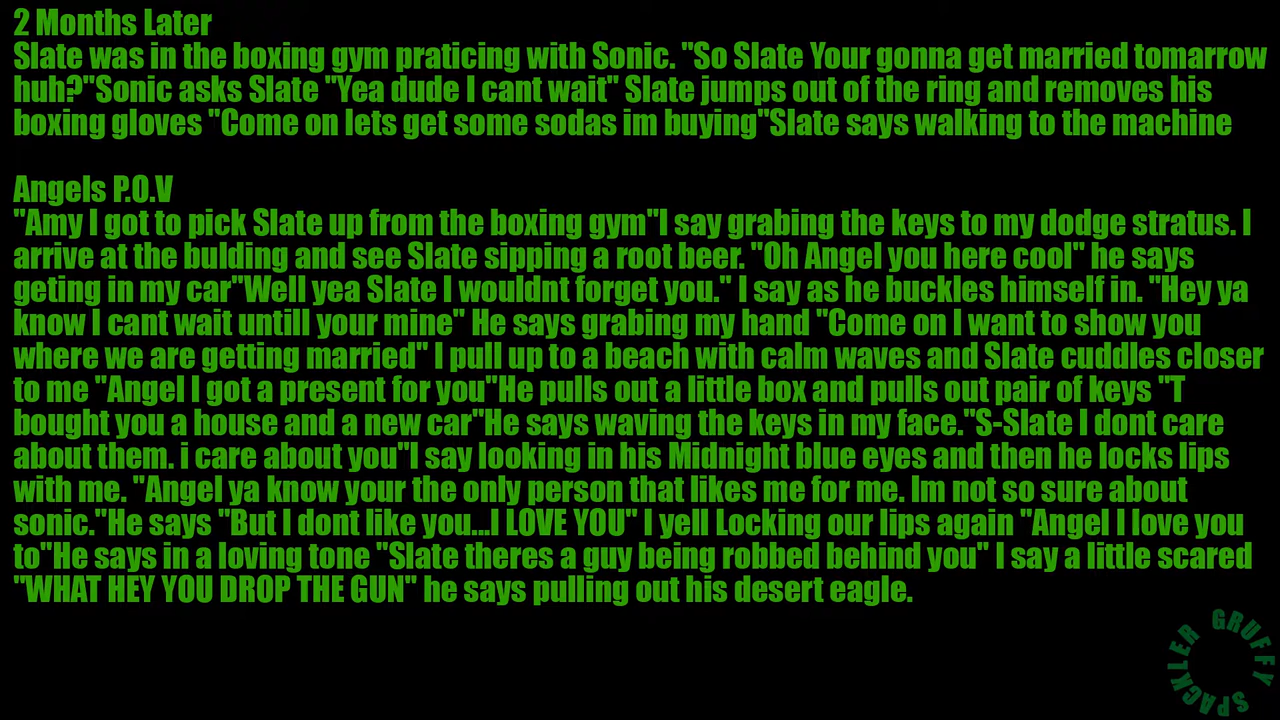 2 Months Later
Slate was in the boxing gym praticing with Sonic. "So Slate Your gonna get married tomarrow
huh?"Sonic asks Slate "Yea dude I cant wait" Slate jumps out of the ring and removes his
boxing gloves "Come on lets get some sodas im buying"Slate says walking to the machine
Angels P.O.V
"Amy I got to pick Slate up from the boxing gym"I say grabing the keys to my dodge stratus. I
arrive at the bulding and see Slate sipping a root beer. "Oh Angel you here cool" he says
geting in my car"Well yea Slate I wouldnt forget you." I say as he buckles himself in. "Hey ya
know I cant wait untill your mine" He says grabing my hand "Come on I want to show you
where we are getting married" I pull up to a beach with calm waves and Slate cuddles closer
to me "Angel I got a present for you"He pulls out a little box and pulls out pair of keys "T
bought you a house and a new car"He says waving the keys in my face."S-Slate I dont care
about them. i care about you"I say looking in his Midnight blue eyes and then he locks lips
with me. "Angel ya know your the only person that likes me for me. Im not so sure about
sonic."He says "But I dont like you...I LOVE YOU" I yell Locking our lips again "Angel I love you
to"He says in a loving tone "Slate theres a guy being robbed behind you" I say a little scared
"WHAT HEY YOU DROP THE GUN" he says pulling out his desert eagle.
GRUFFY SPACKLER